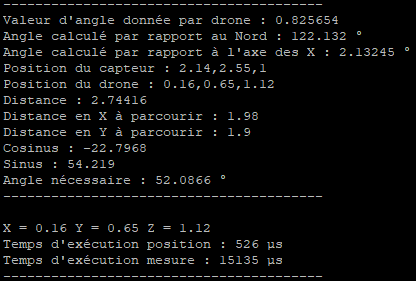 ----------------------------------------
Valeur d'angle donnée par drone : 0.825654
Angle calculé par rapport au Nord : 122.132 °
Angle calculé par rapport à l'axe des X : 2.13245 °
Position du capteur : 2.14,2.55,1
Position du drone : 0.16,0.65,1.12
Distance : 2.74416
Distance en X à parcourir : 1.98
Distance en Y à parcourir : 1.9
Cosinus : -22.7968
Sinus : 54.219
Angle nécessaire : 52.0866 °
----------------------------------------
X = 0.16 Y = 0.65 Z = 1.12
Temps d'exécution position : 526 µs
Temps d'exécution mesure : 15135 µs
----------------------------------------